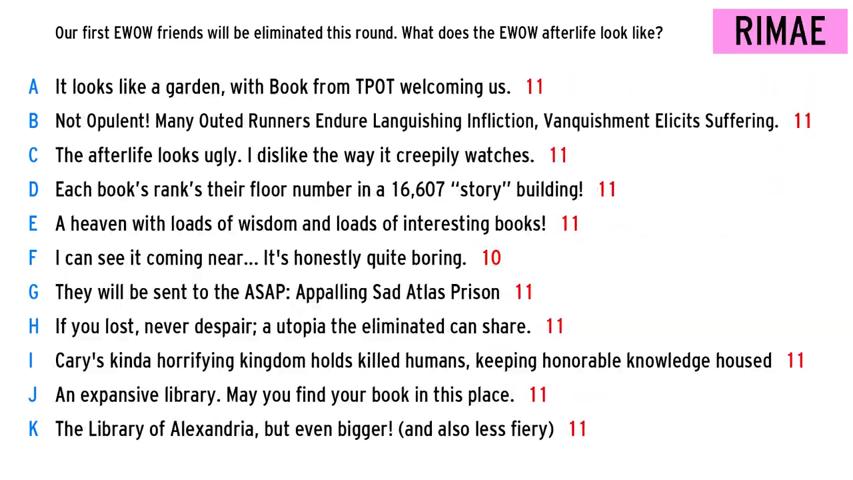 Our first EWOW friends will be eliminated this round. What does the EWOW afterlife look like?
RIMAE
A It looks like a garden, with Book from TPOT welcoming us. 11
B Not Opulent! Many Outed Runners Endure Languishing Infliction, Vanquishment Elicits Suffering. 11
C The afterlife looks ugly. I dislike the way it creepily watches. 11
D Each book's rank's their floor number in a 16,607 “story” building! 11
E A heaven with loads of wisdom and loads of interesting books! 11
F I can see it coming near... It's honestly quite boring. 10
G They will be sent to the ASAP: Appalling Sad Atlas Prison 11
H If you lost, never despair; a utopia the eliminated can share. 11
I Cary's kinda horrifying kingdom holds killed humans, keeping honorable knowledge housed 11
J An expansive library. May you find your book in this place. 11
K The Library of Alexandria, but even bigger! (and also less fiery) 11